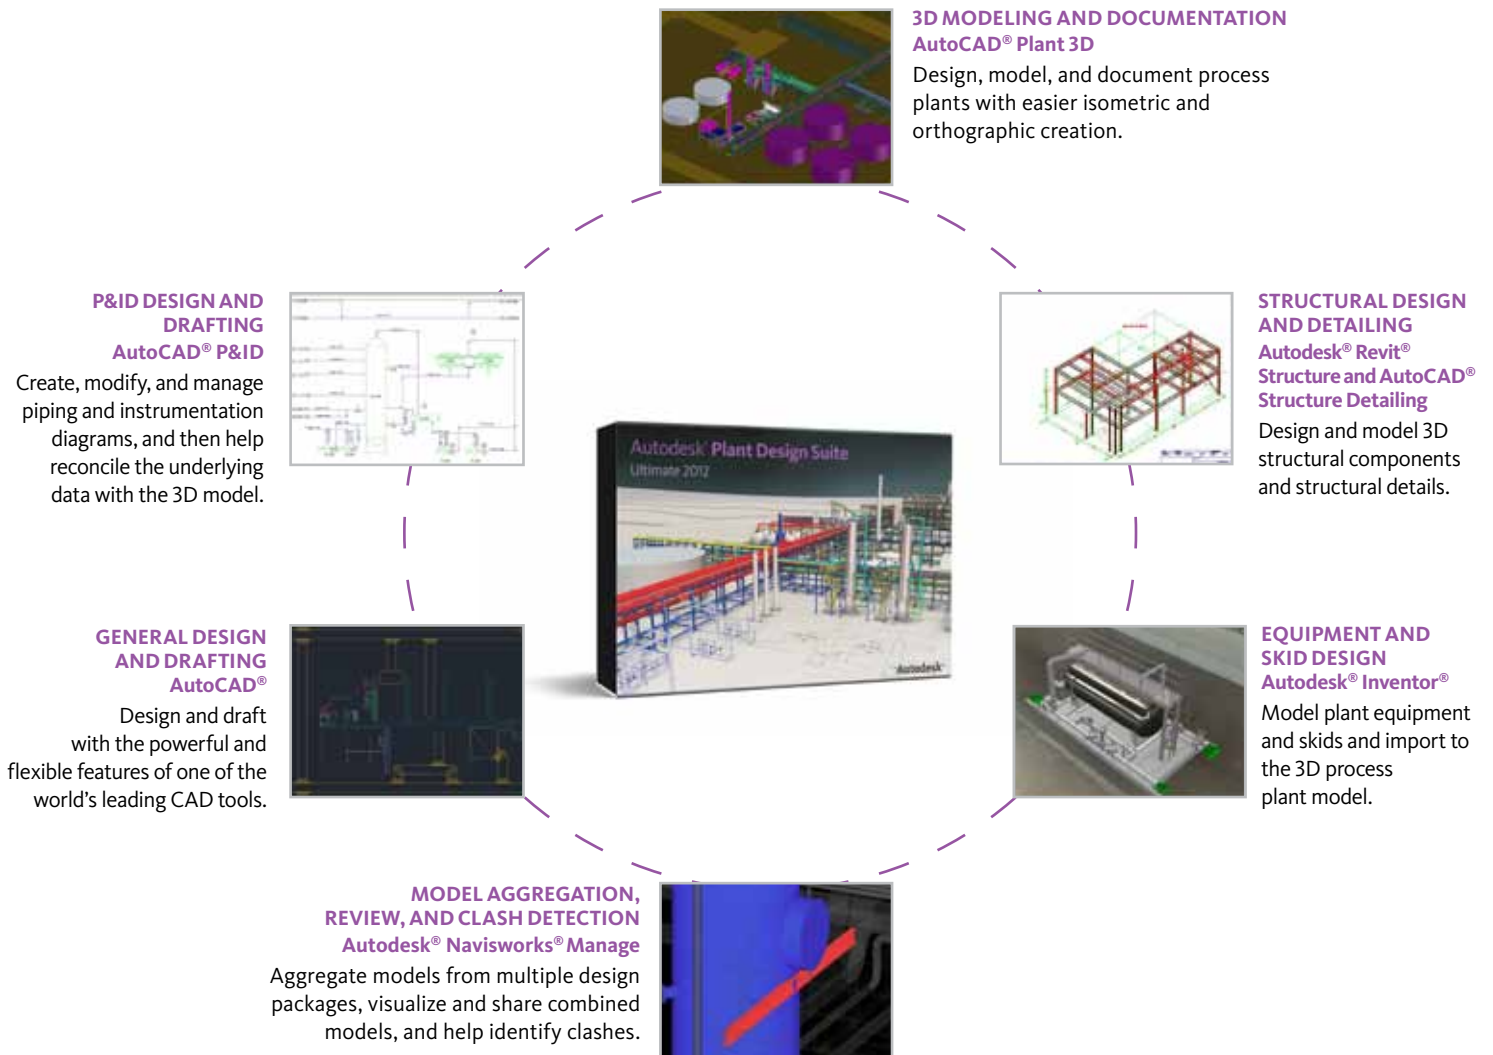 3D MODELING AND DOCUMENTATION
AutoCAD® Plant 3D
Design, model, and document process
plants with easier isometric and
orthographic creation.
P&ID DESIGN AND
DRAFTING
AutoCAD® P&ID
Create, modify, and manage
piping and instrumentation
diagrams, and then help
reconcile the underlying
data with the 3D model.
STRUCTURAL DESIGN
AND DETAILING
Autodesk® Revit®
Structure and AutoCAD®
Structure Detailing
Design and model 3D
structural components
and structural details.
Autodesk® Plant Design Suite
Ultimate 2012
Autodesk®
GENERAL DESIGN
AND DRAFTING
AutoCAD®
Design and draft
with the powerful and
flexible features of one of the
world's leading CAD tools.
EQUIPMENT AND
SKID DESIGN
Autodesk® Inventor®
Model plant equipment
and skids and import to
the 3D process
plant model.
MODEL AGGREGATION,
REVIEW, AND CLASH DETECTION
Autodesk® Navisworks® Manage
Aggregate models from multiple design
packages, visualize and share combined
models, and help identify clashes.